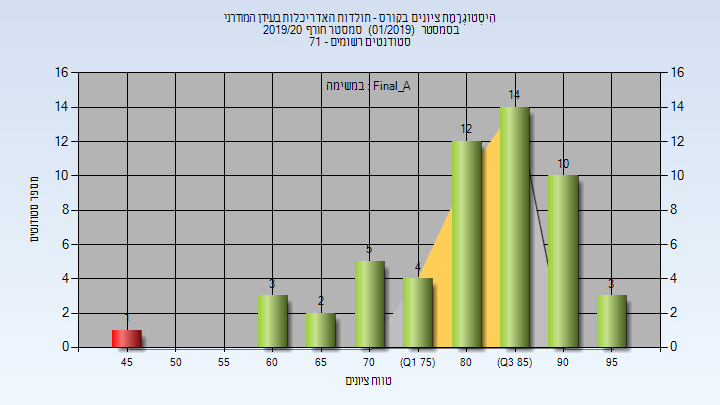 היסטוגרמת ציונים בקורס - תולדות האדריכלות בעידן המודרני
בסמסטר (01/2019) סמסטר חורף 2019/20
סטודנטים רשומים - 71
במשימה : Final_A
מספר סטודנטים
16 16
14 14
12 12
10 10
8 8
6 6
4 4
2 2
0 0
1 3 2 5 4 12 14 10 3
45 50 55 60 65 70 (Q1 75) 80 (Q3 85) 90 95
טווח ציונים